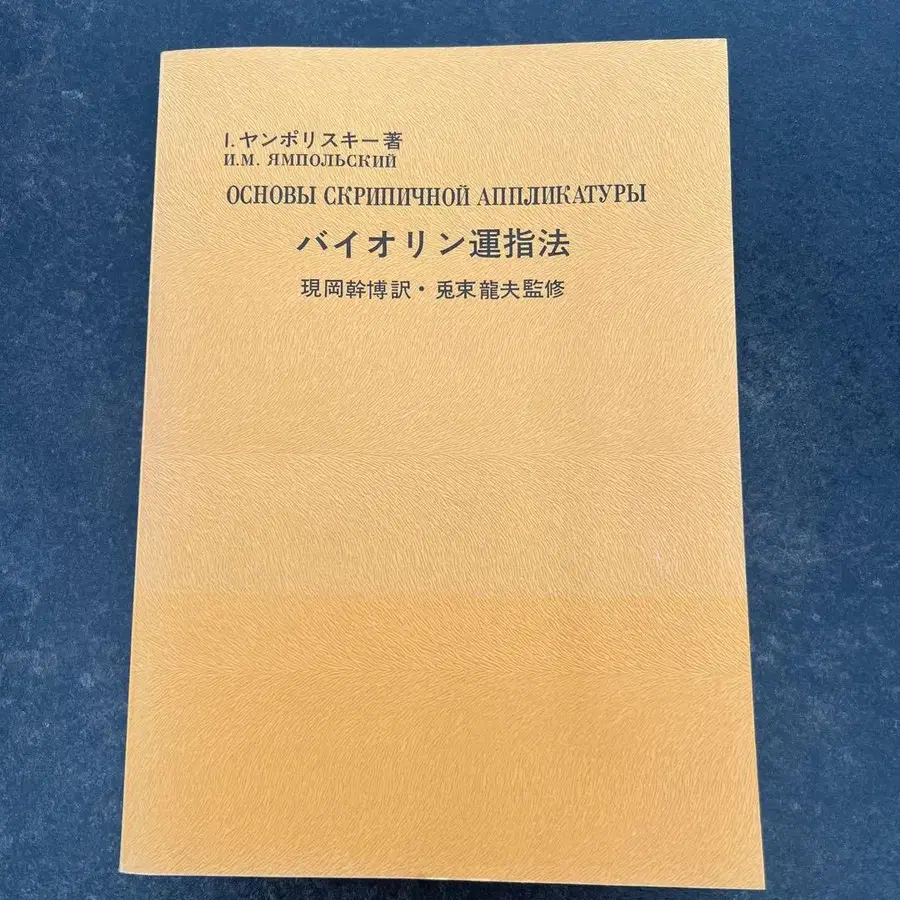 I.ヤンポリスキー著
И.М. ЯМПОЛЬСКИЙ
ОСНОВЫ СКРИПИЧНОЙ АППЛИКАТУРЫ
バイオリン運指法
現岡幹博訳・兎束龍夫監修